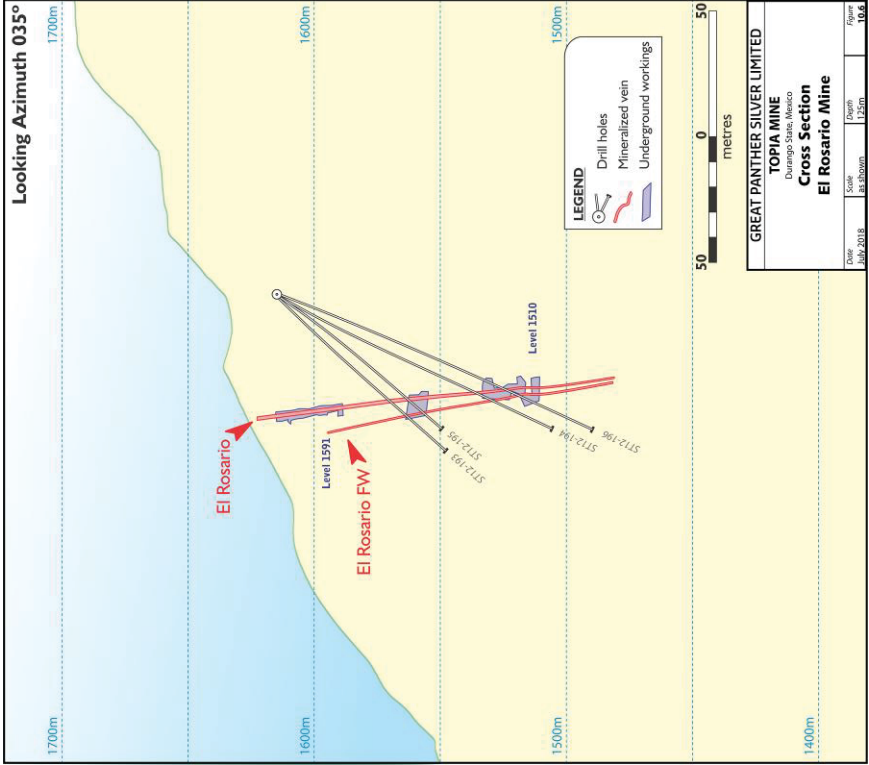 Looking Azimuth 035°
1700m
1700m
1600m
1600m
El Rosario
Level 1591
El Rosario FW
ST12-193
ST12-195
ST12-194
ST12-196
Level 1510
1500m
1500m
1400m
LEGEND
Drill holes
Mineralized vein
Underground workings
50
0
50
metres
GREAT PANTHER SILVER LIMITED
TOPIA MINE
Durango State, Mexico
Cross Section
El Rosario Mine
Date
July 2018
Scale
as shown
Depth
125m
Figure
10.6